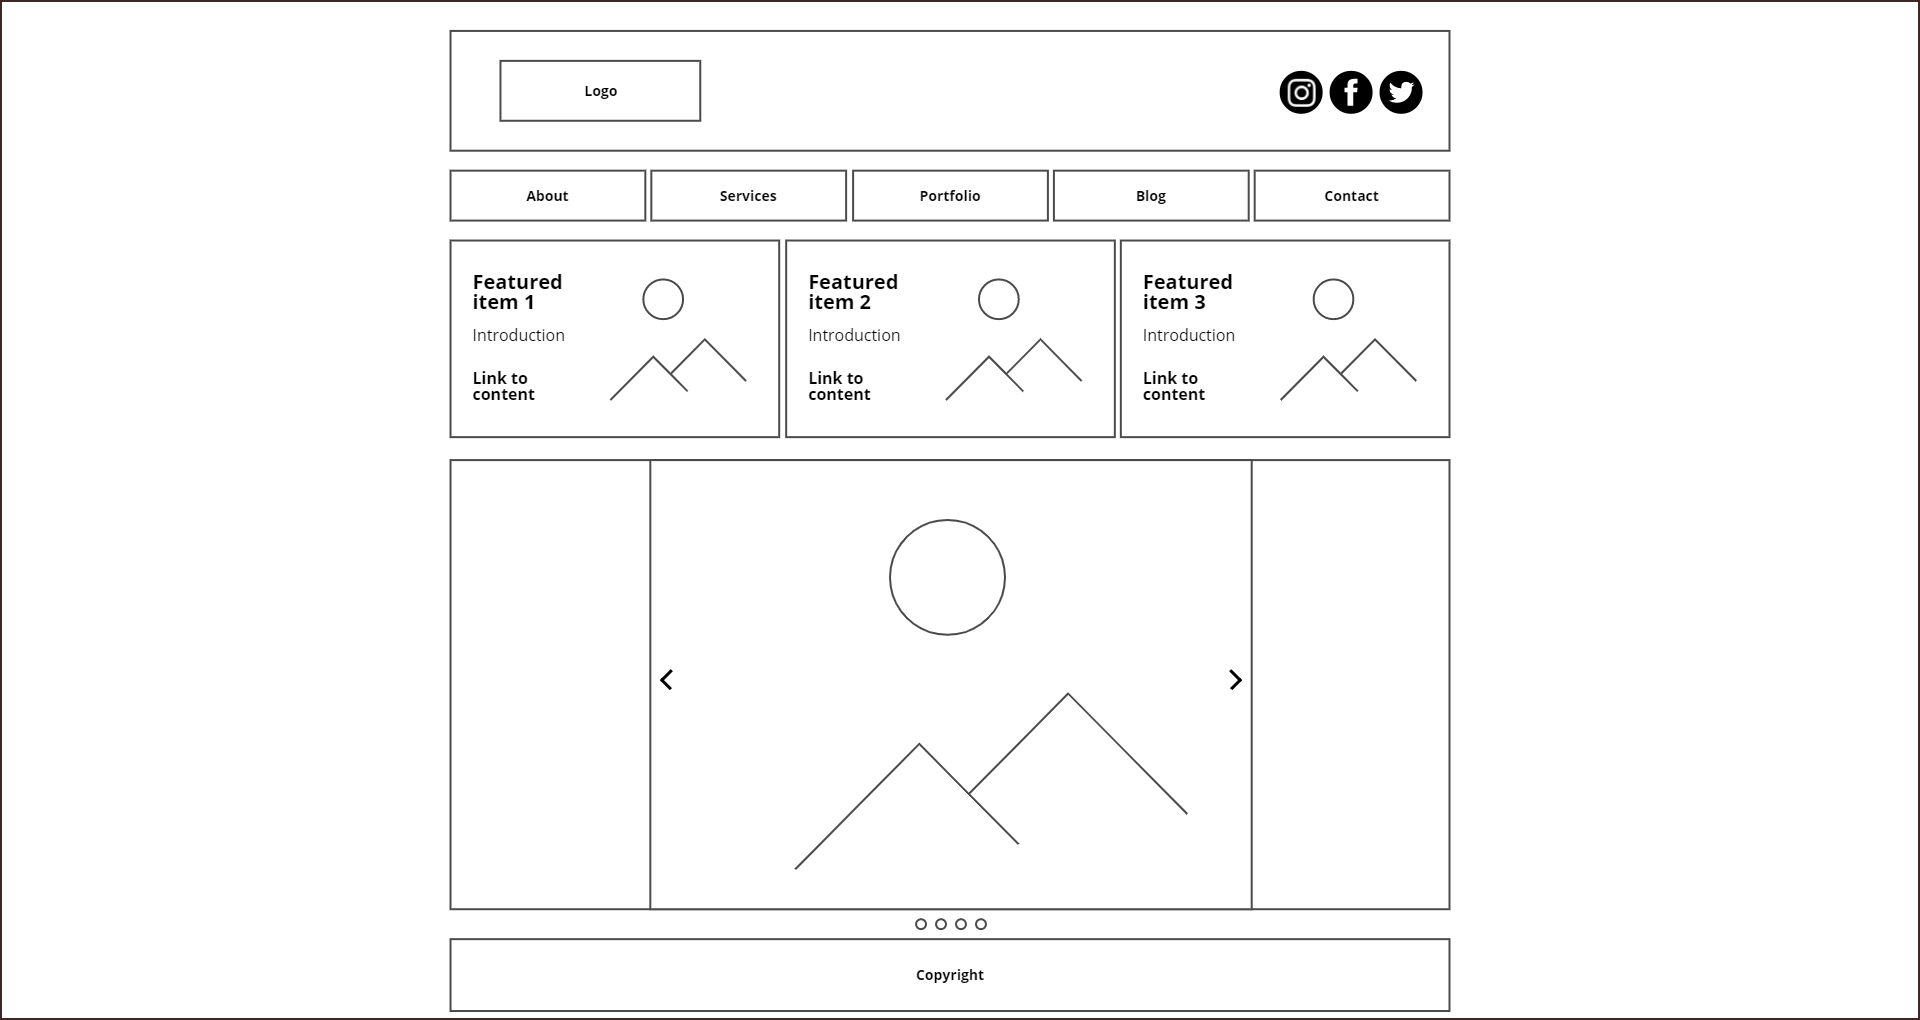 Logo
About
Services
Portfolio
Blog
Contact
Featured
item 1
Introduction
Link to
content
Featured
item 2
Introduction
Link to
content
Featured
item 3
Introduction
Link to
content
Copyright